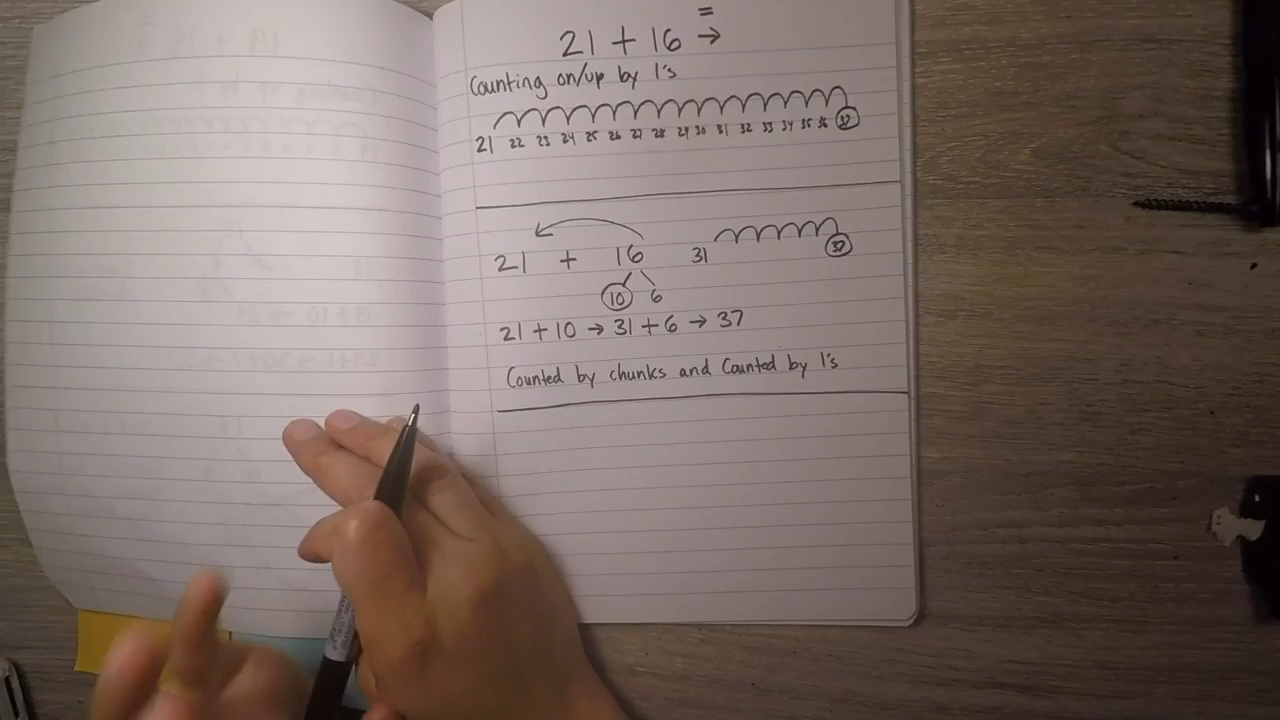 =
21 + 16 →
Counting on/up by 1's
21 22 23 24 25 26 27 28 29 30 31 32 33 34 35 36 37
21 + 16 31 37
10 6
21 + 10 → 31 + 6 → 37
Counted by chunks and Counted by 1's